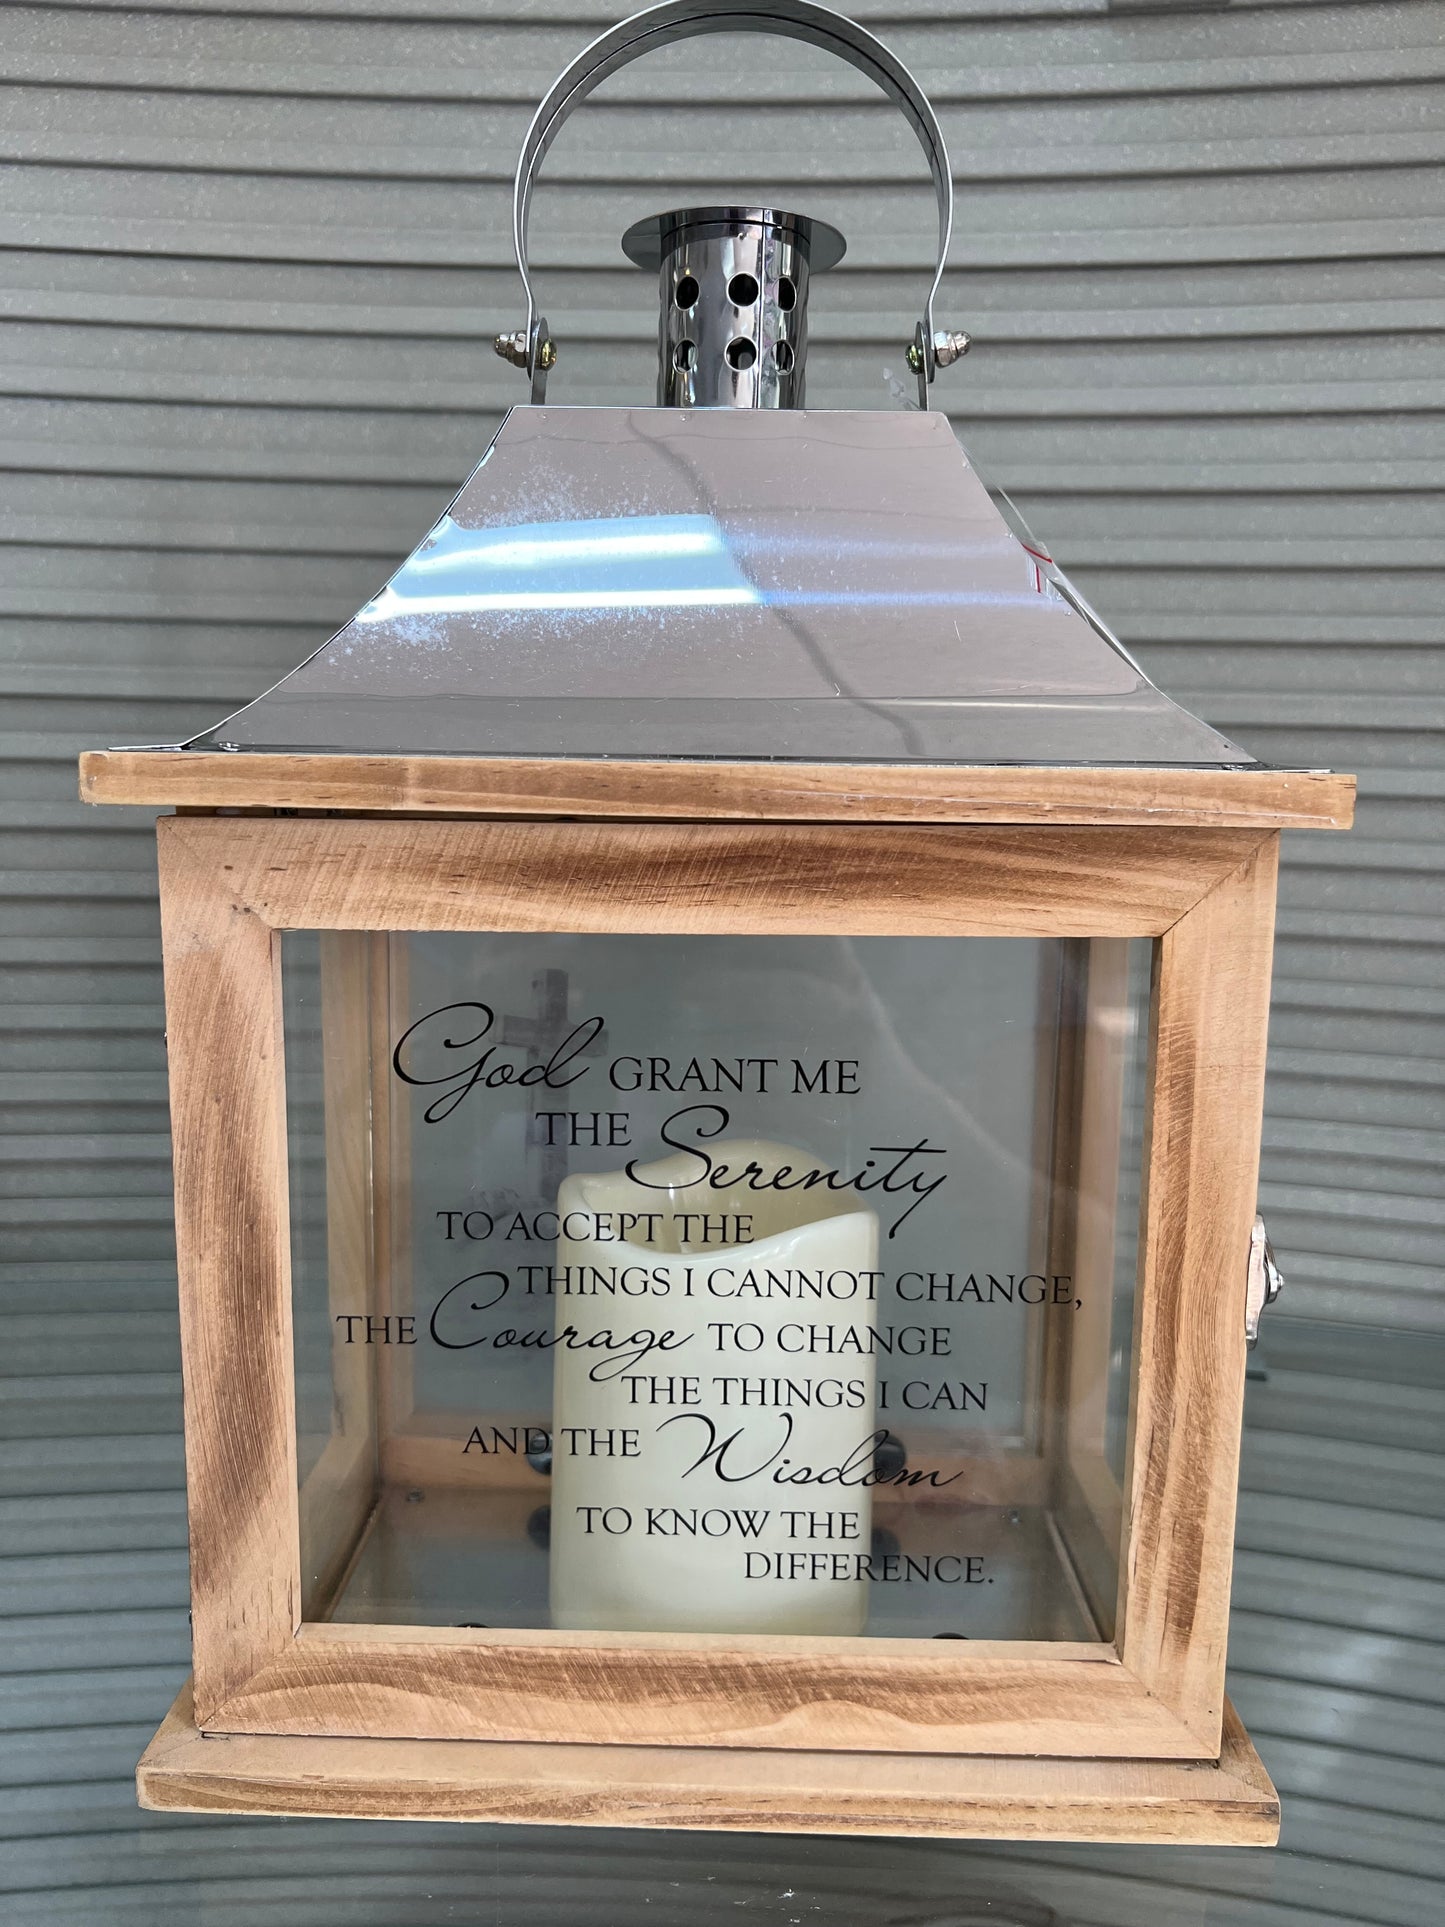 God GRANT ME
THE Serenity
TO ACCEPT THE
THINGS I CANNOT CHANGE,
THE Courage TO CHANGE
THE THINGS I CAN
AND THE Wisdom
TO KNOW THE
DIFFERENCE.